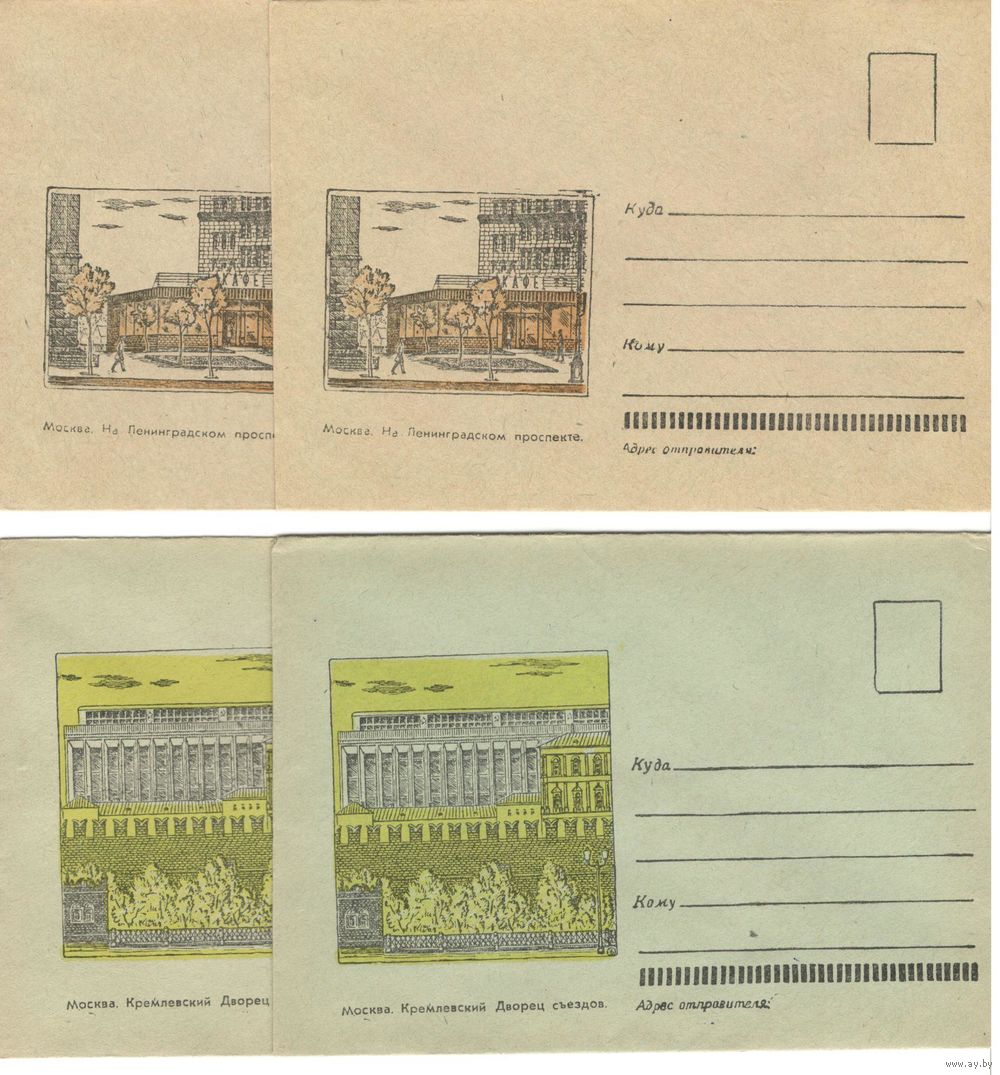 КАФЕ
КАФЕ
Куда
Кому
Москва. На Ленинградском просп
Москва. На Ленинградском проспекте.
Адрес отправителя:
Куда
Кому
Москва. Кремлевский Дворец
Москва. Кремлевский Дворец съездов.
Адрес отправителя:
www.ay.by